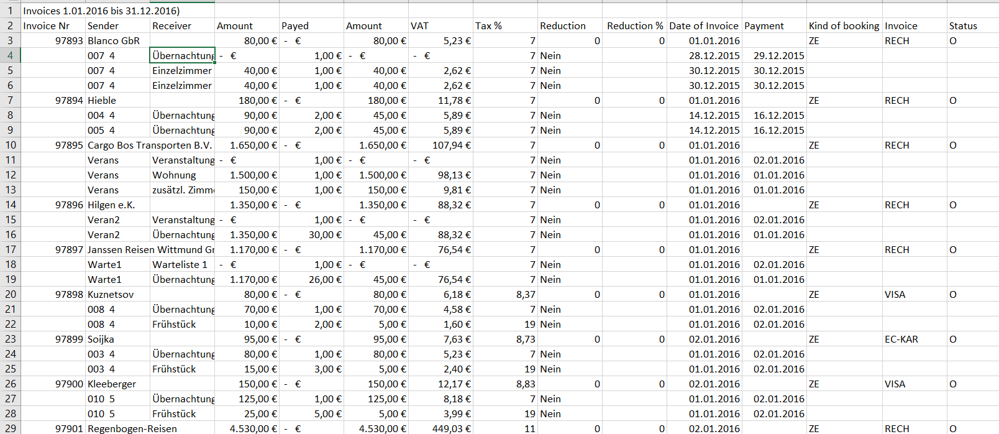 1 Invoices 1.01.2016 bis 31.12.2016)
2 Invoice Nr Sender Receiver Amount Payed Amount VAT Tax % Reduction Reduction % Date of Invoice Payment Kind of booking Invoice Status
3 97893 Blanco GbR 80,00 € - € 80,00 € 5,23 € 7 0 0 01.01.2016 ZE RECH O
4 007 4 Übernachtung - € 1,00 € - € - € 7 Nein 28.12.2015 29.12.2015
5 007 4 Einzelzimmer 40,00 € 1,00 € 40,00 € 2,62 € 7 Nein 30.12.2015 30.12.2015
6 007 4 Einzelzimmer 40,00 € 1,00 € 40,00 € 2,62 € 7 Nein 30.12.2015 30.12.2015
7 97894 Hieble 180,00 € - € 180,00 € 11,78 € 7 0 0 01.01.2016 ZE RECH O
8 004 4 Übernachtung 90,00 € 2,00 € 45,00 € 5,89 € 7 Nein 14.12.2015 16.12.2015
9 005 4 Übernachtung 90,00 € 2,00 € 45,00 € 5,89 € 7 Nein 14.12.2015 16.12.2015
10 97895 Cargo Bos Transporten B.V. 1.650,00 € - € 1.650,00 € 107,94 € 7 0 0 01.01.2016 ZE RECH O
11 Verans Veranstaltung - € 1,00 € - € - € 7 Nein 01.01.2016 02.01.2016
12 Verans Wohnung 1.500,00 € 1,00 € 1.500,00 € 98,13 € 7 Nein 01.01.2016 01.01.2016
13 Verans zusätzl. Zimme 150,00 € 1,00 € 150,00 € 9,81 € 7 Nein 01.01.2016 01.01.2016
14 97896 Hilgen e.K. 1.350,00 € - € 1.350,00 € 88,32 € 7 0 0 01.01.2016 ZE RECH O
15 Veran2 Veranstaltung - € 1,00 € - € - € 7 Nein 01.01.2016 02.01.2016
16 Veran2 Übernachtung 1.350,00 € 30,00 € 45,00 € 88,32 € 7 Nein 01.01.2016 01.01.2016
17 97897 Janssen Reisen Wittmund Gr 1.170,00 € - € 1.170,00 € 76,54 € 7 0 0 01.01.2016 ZE RECH O
18 Warte1 Warteliste 1 - € 1,00 € - € - € 7 Nein 01.01.2016 02.01.2016
19 Warte1 Übernachtung 1.170,00 € 26,00 € 45,00 € 76,54 € 7 Nein 01.01.2016 01.01.2016
20 97898 Kuznetsov 80,00 € - € 80,00 € 6,18 € 8,37 0 0 01.01.2016 ZE VISA O
21 008 4 Übernachtung 70,00 € 1,00 € 70,00 € 4,58 € 7 Nein 01.01.2016 02.01.2016
22 008 4 Frühstück 10,00 € 2,00 € 5,00 € 1,60 € 19 Nein 01.01.2016 02.01.2016
23 97899 Soijka 95,00 € - € 95,00 € 7,63 € 8,73 0 0 02.01.2016 ZE EC-KAR O
24 003 4 Übernachtung 80,00 € 1,00 € 80,00 € 5,23 € 7 Nein 01.01.2016 02.01.2016
25 003 4 Frühstück 15,00 € 3,00 € 5,00 € 2,40 € 19 Nein 01.01.2016 02.01.2016
26 97900 Kleeberger 150,00 € - € 150,00 € 12,17 € 8,83 0 0 02.01.2016 ZE VISA O
27 010 5 Übernachtung 125,00 € 1,00 € 125,00 € 8,18 € 7 Nein 01.01.2016 02.01.2016
28 010 5 Frühstück 25,00 € 5,00 € 5,00 € 3,99 € 19 Nein 01.01.2016 02.01.2016
29 97901 Regenbogen-Reisen 4.530,00 € - € 4.530,00 € 449,03 € 11 0 0 02.01.2016 ZE RECH O